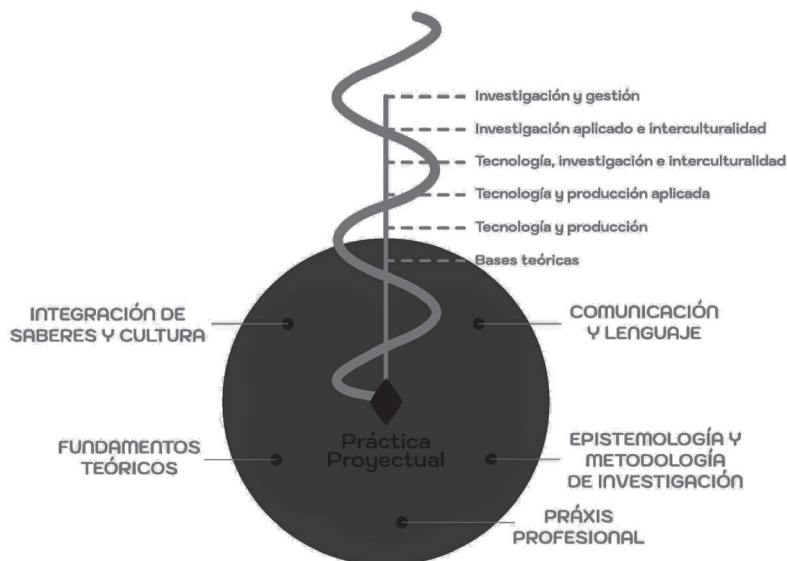 Investigación y gestión
Investigación aplicado e interculturalidad
Tecnología, investigación e interculturalidad
Tecnología y producción aplicada
Tecnología y producción
Bases teóricas
INTEGRACIÓN DE
SABERES Y CULTURA
COMUNICACIÓN
Y LENGUAJE
Práctica
Proyectual
FUNDAMENTOS
TEÓRICOS
EPISTEMOLOGÍA Y
METODOLOGÍA
DE INVESTIGACIÓN
PRÁXIS
PROFESIONAL